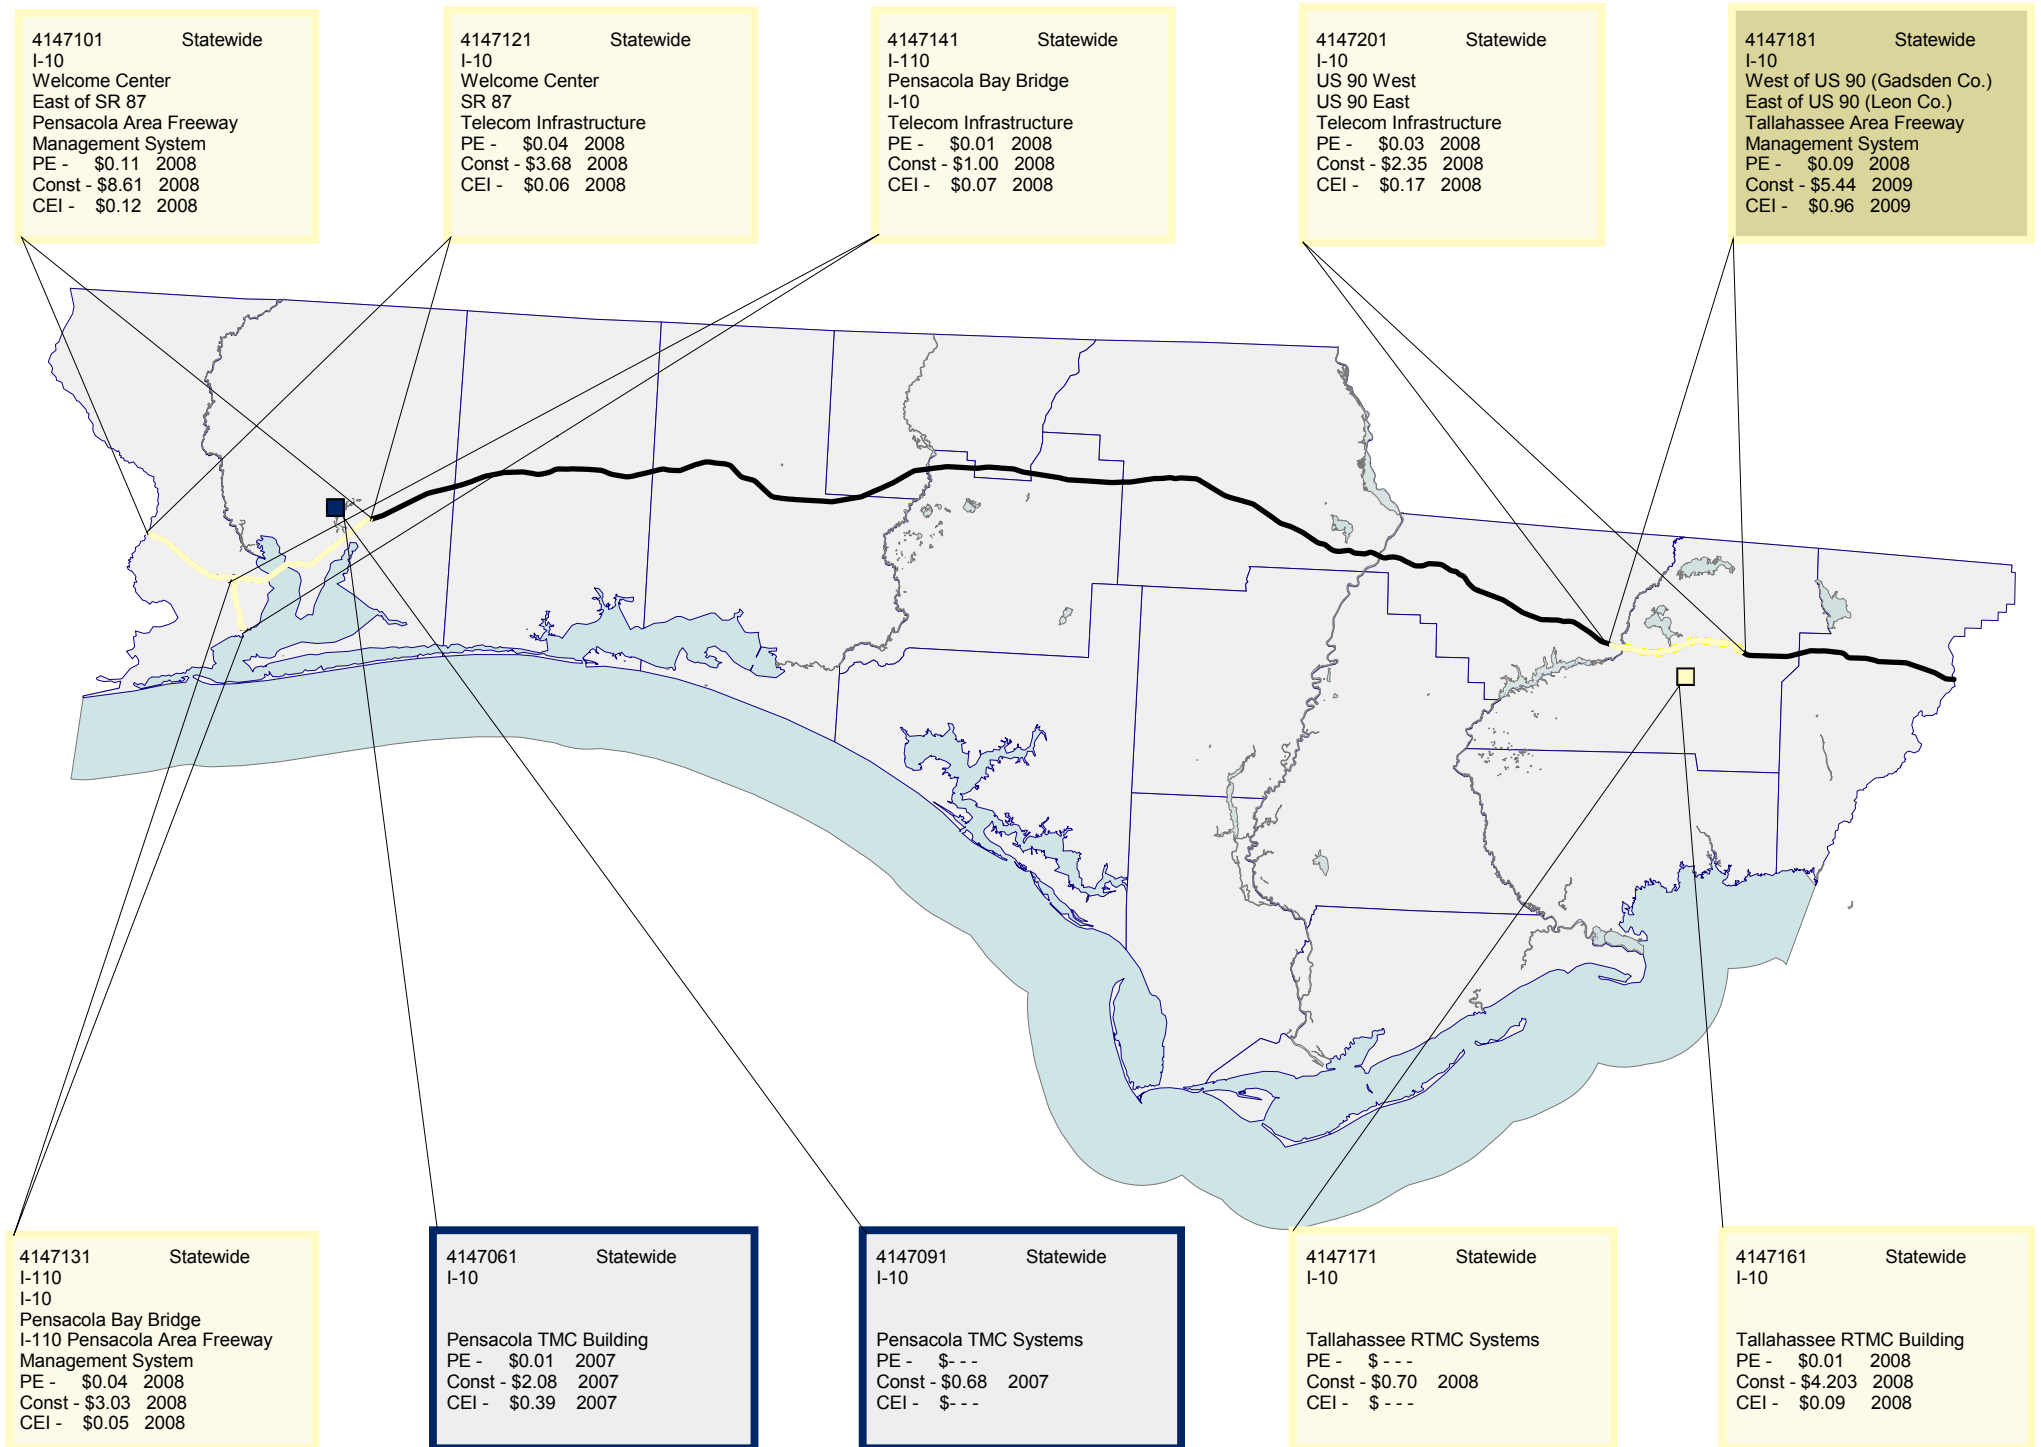 4147101 Statewide
I-10
Welcome Center
East of SR 87
Pensacola Area Freeway
Management System
PE - $0.11 2008
Const - $8.61 2008
CEI - $0.12 2008
4147121 Statewide
I-10
Welcome Center
SR 87
Telecom Infrastructure
PE - $0.04 2008
Const - $3.68 2008
CEI - $0.06 2008
4147141 Statewide
I-110
Pensacola Bay Bridge
I-10
Telecom Infrastructure
PE - $0.01 2008
Const - $1.00 2008
CEI - $0.07 2008
4147201 Statewide
I-10
US 90 West
US 90 East
Telecom Infrastructure
PE - $0.03 2008
Const - $2.35 2008
CEI - $0.17 2008
4147181 Statewide
I-10
West of US 90 (Gadsden Co.)
East of US 90 (Leon Co.)
Tallahassee Area Freeway
Management System
PE - $0.09 2008
Const - $5.44 2009
CEI - $0.96 2009
4147131 Statewide
I-110
I-10
Pensacola Bay Bridge
I-110 Pensacola Area Freeway
Management System
PE - $0.04 2008
Const - $3.03 2008
CEI - $0.05 2008
4147061 Statewide
I-10
Pensacola TMC Building
PE - $0.01 2007
Const - $2.08 2007
CEI - $0.39 2007
4147091 Statewide
I-10
Pensacola TMC Systems
PE - $- - -
Const - $0.68 2007
CEI - $- - -
4147171 Statewide
I-10
Tallahassee RTMC Systems
PE - $ - - -
Const - $0.70 2008
CEI - $ - - -
4147161 Statewide
I-10
Tallahassee RTMC Building
PE - $0.01 2008
Const - $4.203 2008
CEI - $0.09 2008